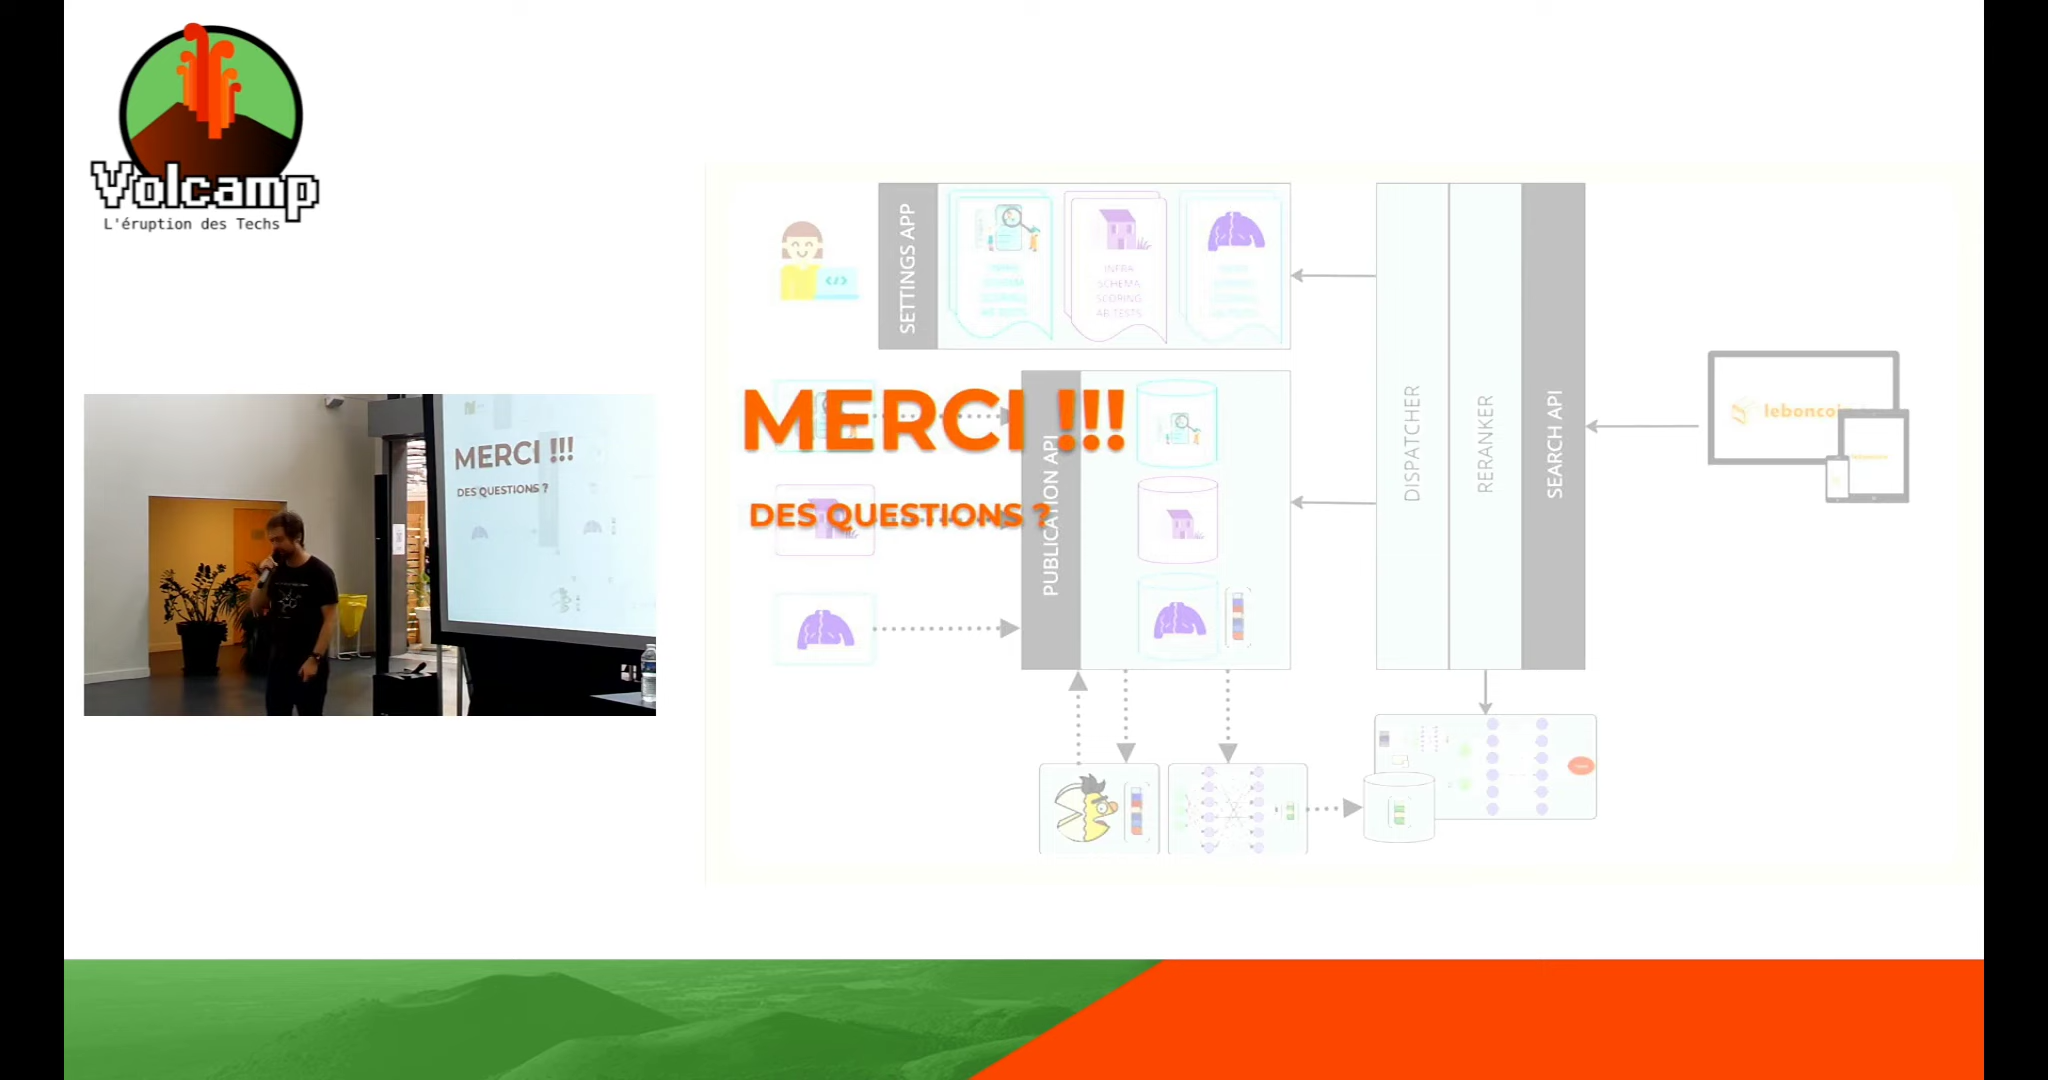 Volcamp
L'éruption des Techs
SETTINGS APP
INFRA
SCHEMA
SCORING
AB TESTS
</>
MERCI !!!
DES QUESTIONS ?
PUBLICATION API
DISPATCHER
RERANKER
SEARCH API
leboncoin
MERCI !!!
DES QUESTIONS ?